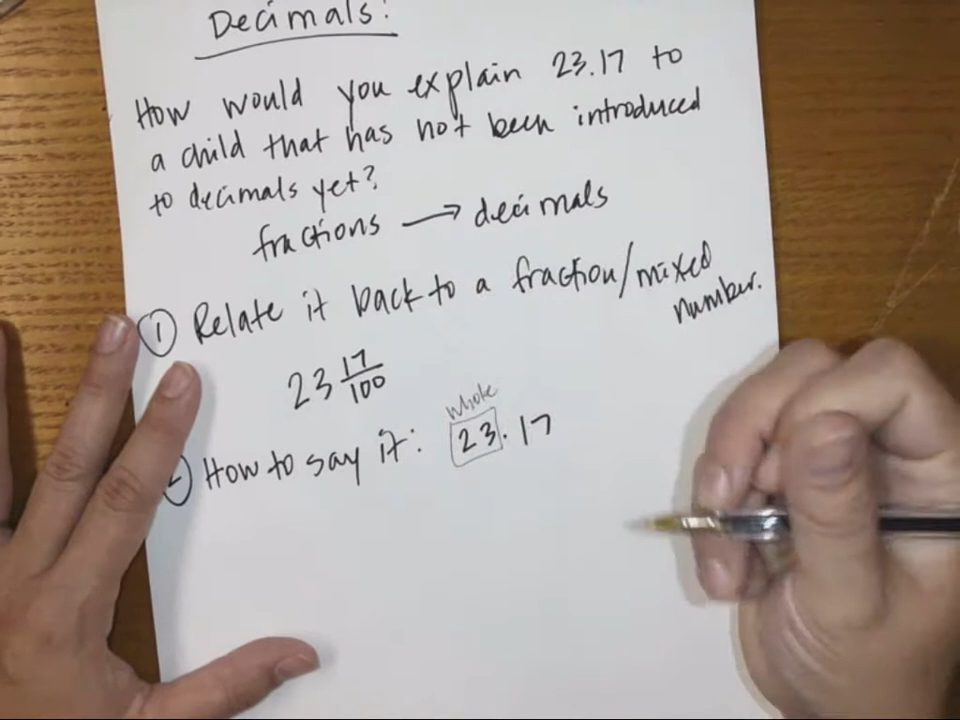 Decimals:
How would you explain 23.17 to
a child that has not been introduced
to decimals yet?
fractions → decimals
① Relate it back to a fraction/mixed
number.
23 17/100
whole
② How to say it: 23.17